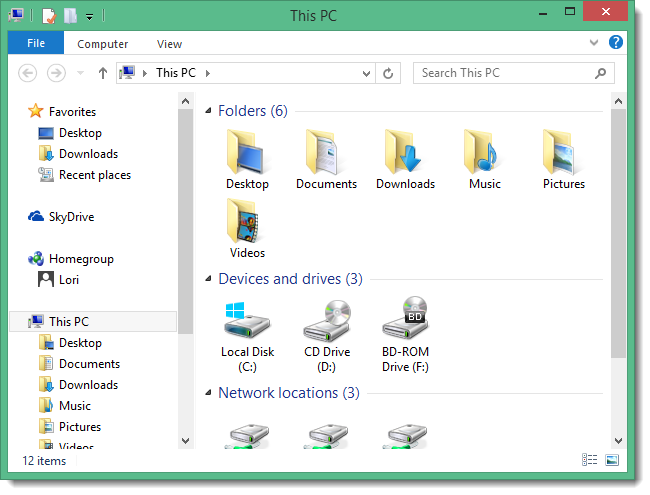 This PC
File Computer View
This PC Search This PC
Favorites
Desktop
Downloads
Recent places
SkyDrive
Homegroup
Lori
This PC
Desktop
Documents
Downloads
Music
Pictures
Videos
Folders (6)
Desktop Documents Downloads Music Pictures
Videos
Devices and drives (3)
Local Disk (C:)
CD Drive (D:)
BD
BD-ROM Drive (F:)
Network locations (3)
12 items